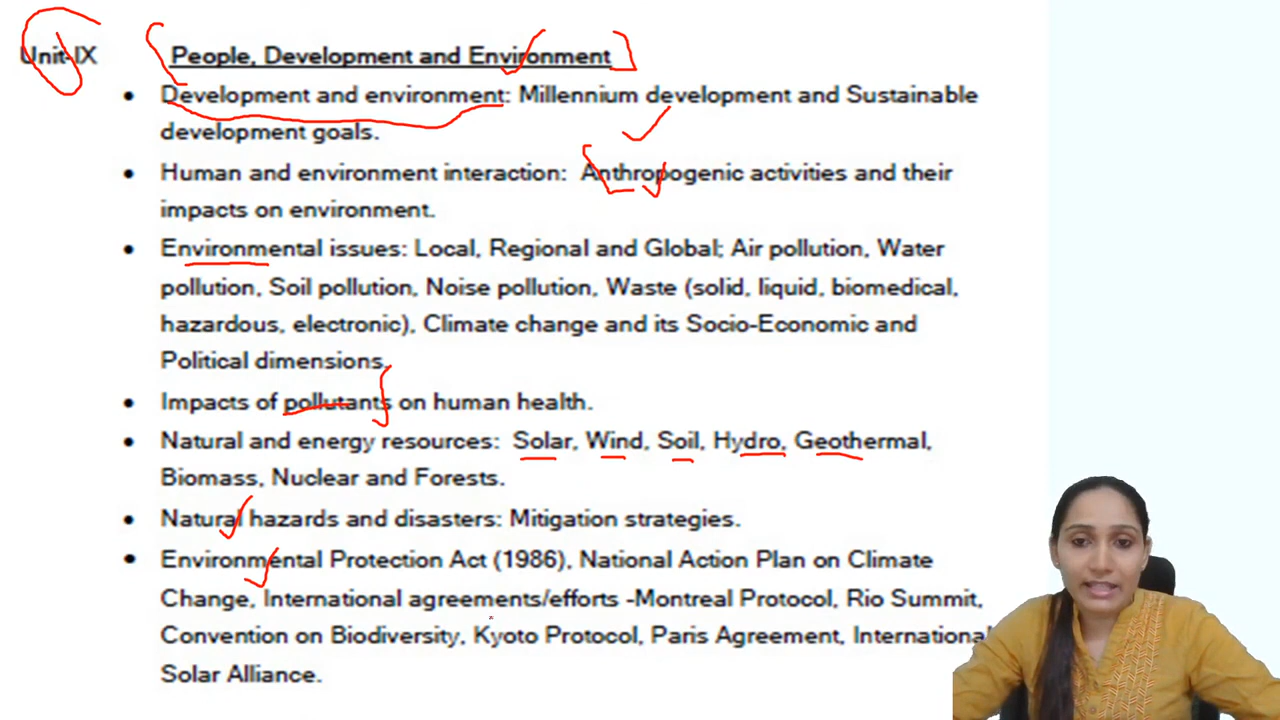 Unit-IX People, Development and Environment
• Development and environment: Millennium development and Sustainable
development goals.
• Human and environment interaction: Anthropogenic activities and their
impacts on environment.
• Environmental issues: Local, Regional and Global; Air pollution, Water
pollution, Soil pollution, Noise pollution, Waste (solid, liquid, biomedical,
hazardous, electronic), Climate change and its Socio-Economic and
Political dimensions.
• Impacts of pollutants on human health.
• Natural and energy resources: Solar, Wind, Soil, Hydro, Geothermal,
Biomass, Nuclear and Forests.
• Natural hazards and disasters: Mitigation strategies.
• Environmental Protection Act (1986), National Action Plan on Climate
Change, International agreements/efforts -Montreal Protocol, Rio Summit,
Convention on Biodiversity, Kyoto Protocol, Paris Agreement, International
Solar Alliance.